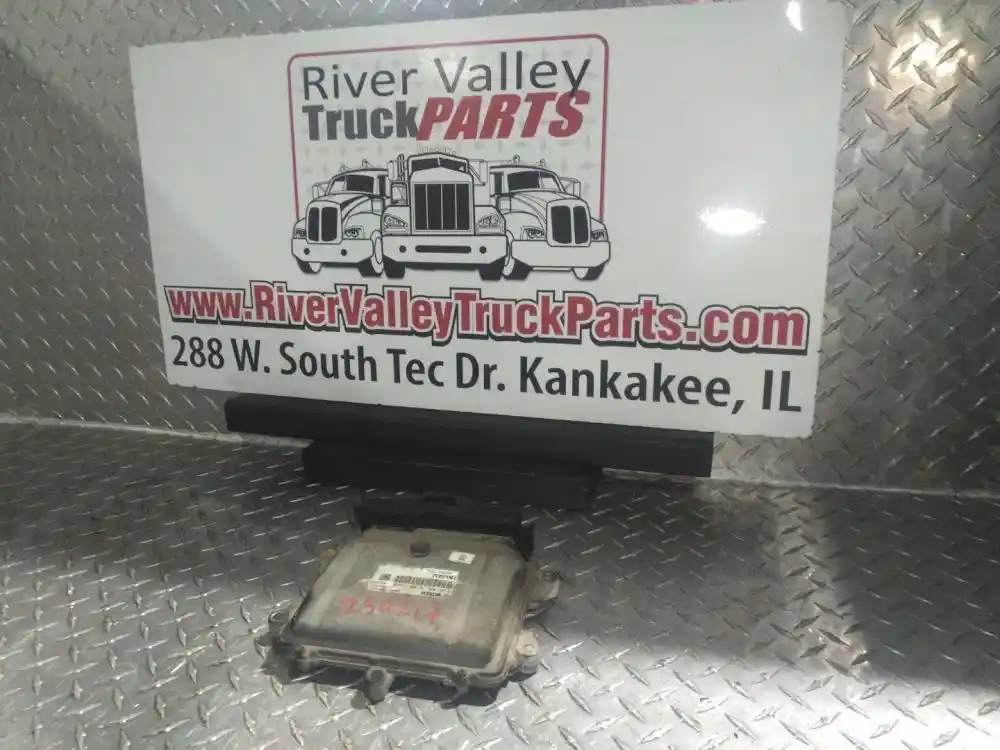 River Valley
TruckPARTS
www.RiverValleyTruckParts.com
288 W. South Tec Dr. Kankakee, IL